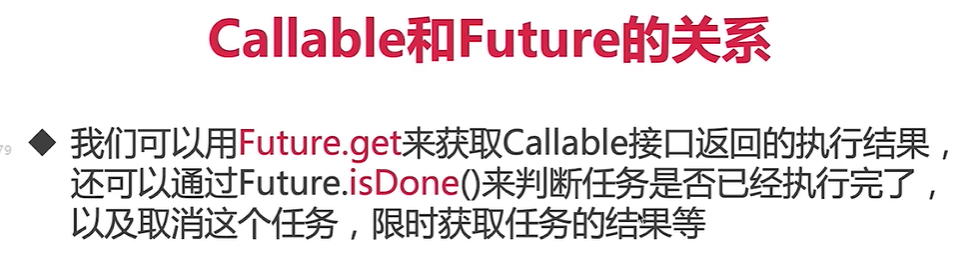 Callable和Future的关系
79
◆ 我们可以用Future.get来获取Callable接口返回的执行结果，
还可以通过Future.isDone()来判断任务是否已经执行完了，
以及取消这个任务，限时获取任务的结果等